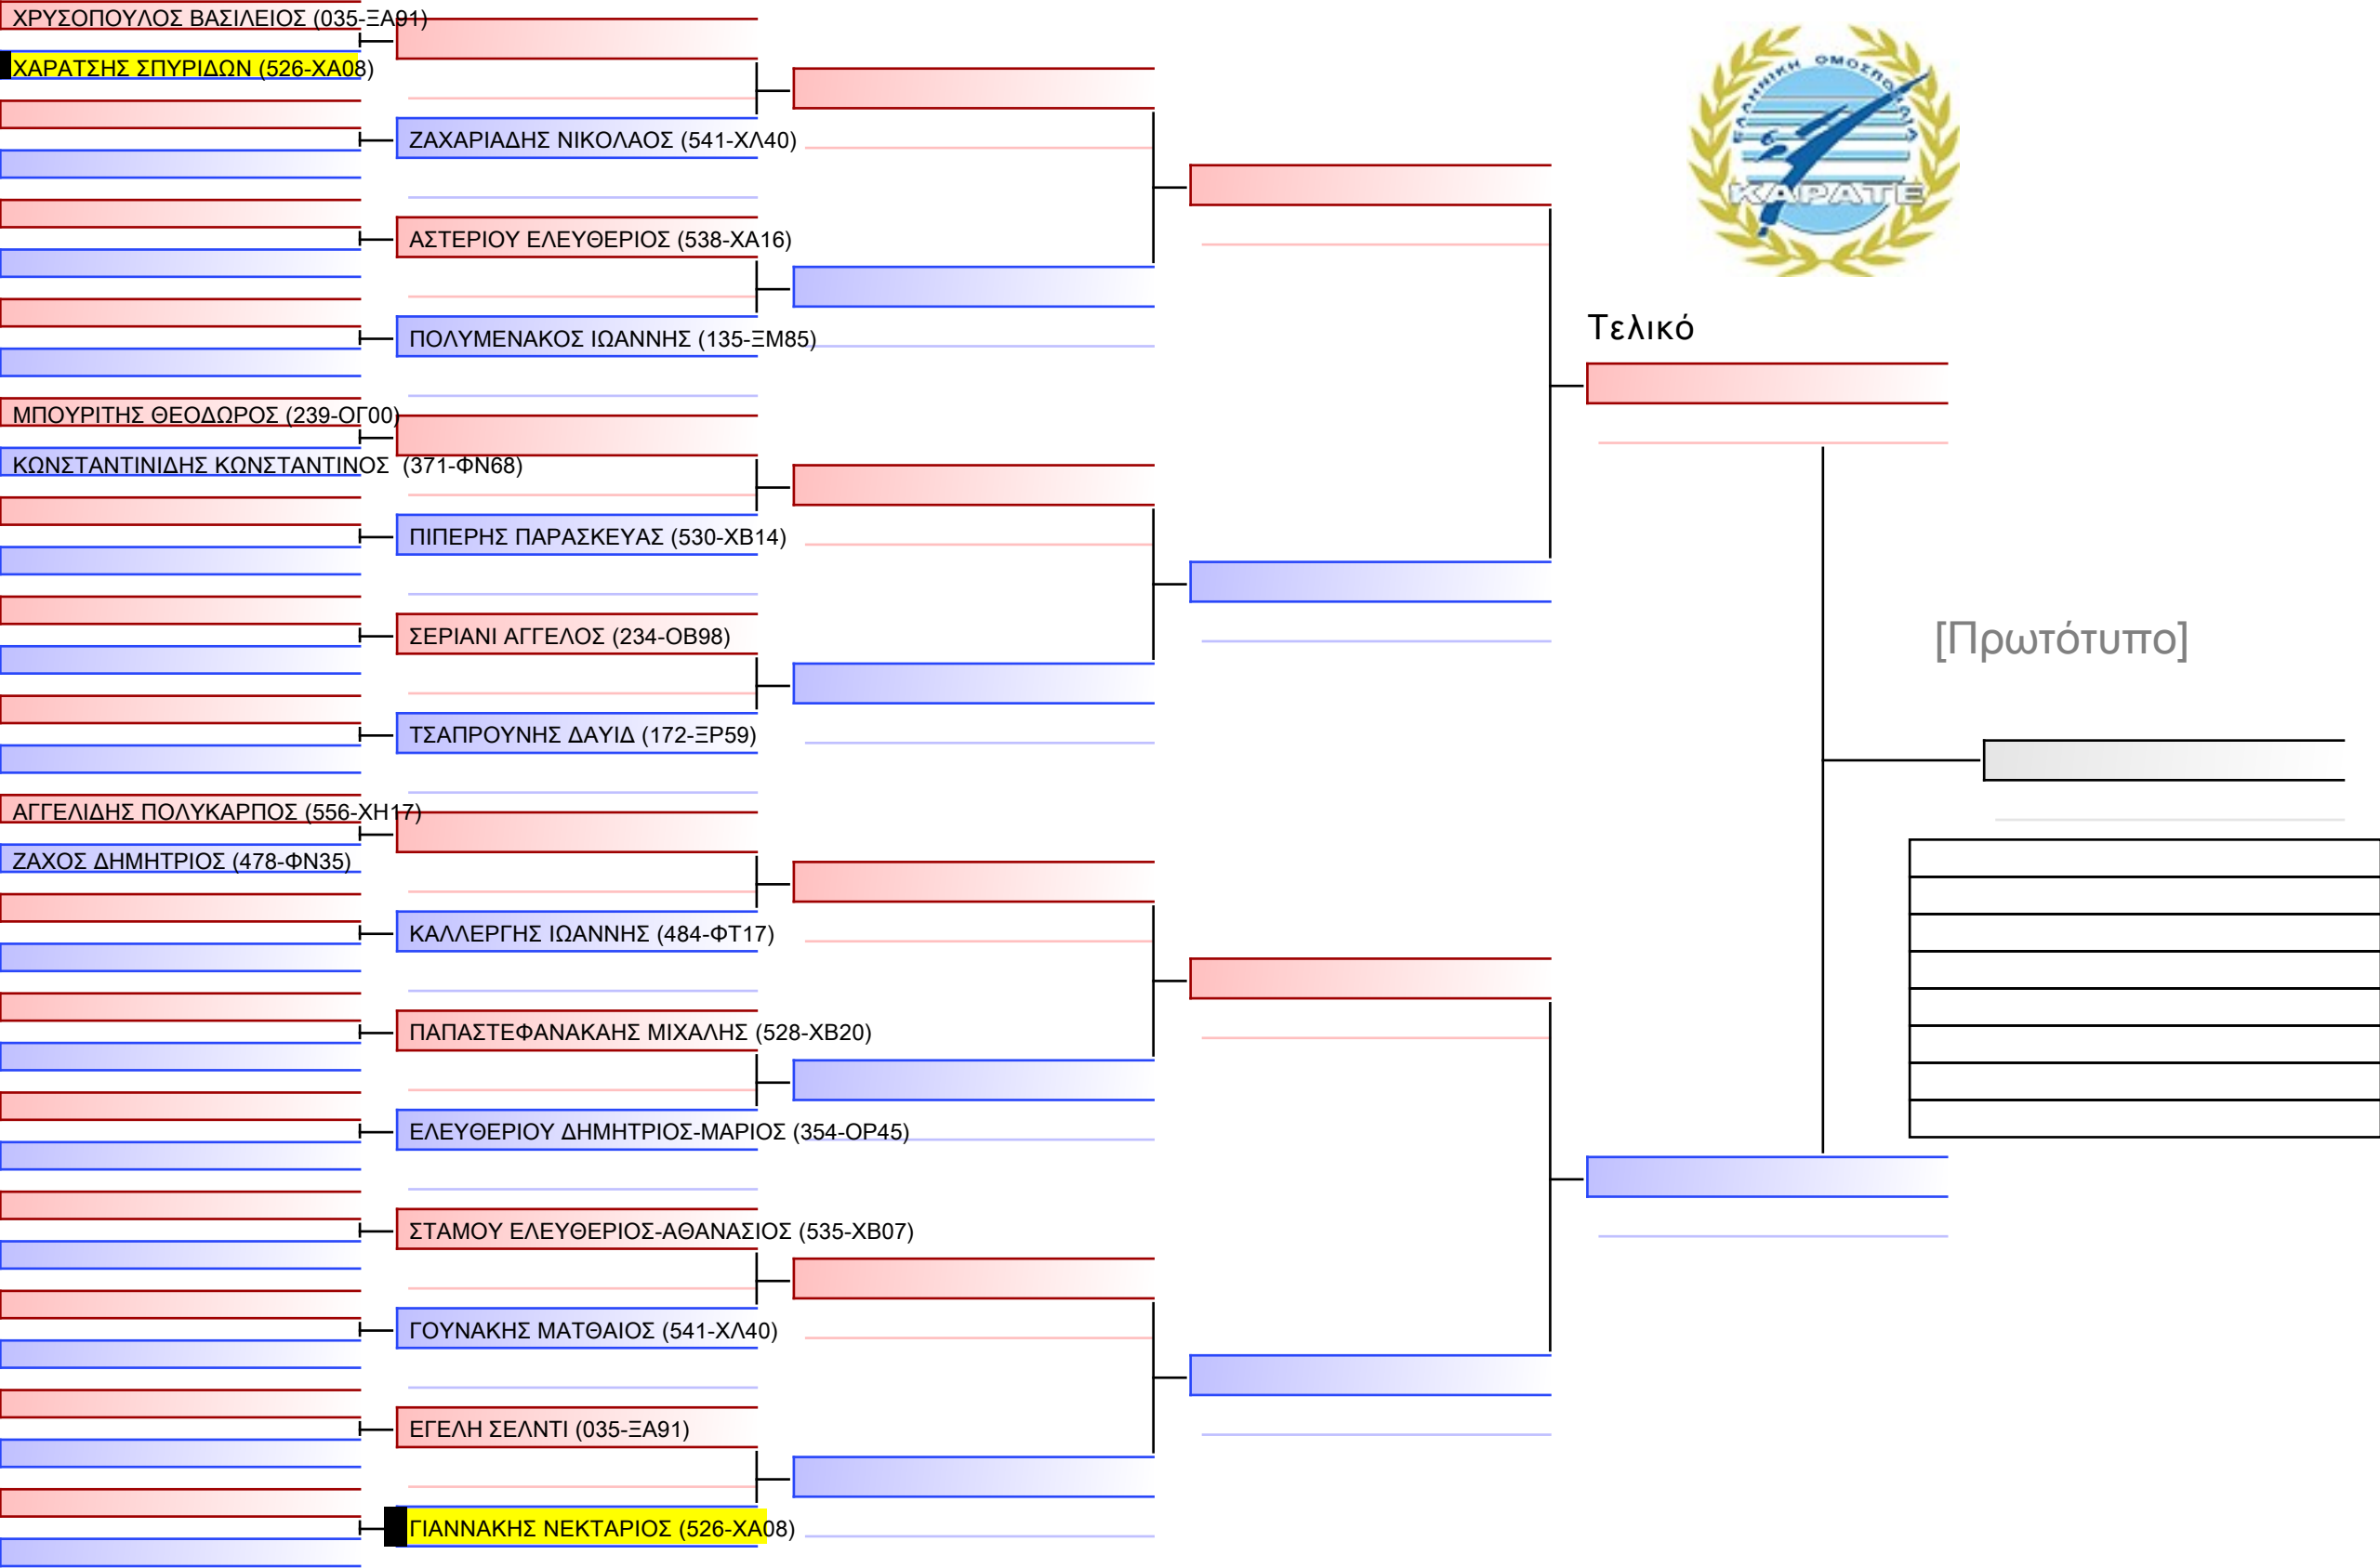 ΧΡΥΣΟΠΟΥΛΟΣ ΒΑΣΙΛΕΙΟΣ (035-ΞΑ91)
ΧΑΡΑΤΣΗΣ ΣΠΥΡΙΔΩΝ (526-ΧΑ08)
ΖΑΧΑΡΙΑΔΗΣ ΝΙΚΟΛΑΟΣ (541-ΧΛ40)
ΑΣΤΕΡΙΟΥ ΕΛΕΥΘΕΡΙΟΣ (538-ΧΑ16)
ΠΟΛΥΜΕΝΑΚΟΣ ΙΩΑΝΝΗΣ (135-ΞΜ85)
ΜΠΟΥΡΙΤΗΣ ΘΕΟΔΩΡΟΣ (239-ΟΓ00)
ΚΩΝΣΤΑΝΤΙΝΙΔΗΣ ΚΩΝΣΤΑΝΤΙΝΟΣ (371-ΦΝ68)
ΠΙΠΕΡΗΣ ΠΑΡΑΣΚΕΥΑΣ (530-ΧΒ14)
ΣΕΡΙΑΝΙ ΑΓΓΕΛΟΣ (234-ΟΒ98)
ΤΣΑΠΡΟΥΝΗΣ ΔΑΥΙΔ (172-ΞΡ59)
ΑΓΓΕΛΙΔΗΣ ΠΟΛΥΚΑΡΠΟΣ (556-ΧΗ17)
ΖΑΧΟΣ ΔΗΜΗΤΡΙΟΣ (478-ΦΝ35)
ΚΑΛΛΕΡΓΗΣ ΙΩΑΝΝΗΣ (484-ΦΤ17)
ΠΑΠΑΣΤΕΦΑΝΑΚΑΗΣ ΜΙΧΑΛΗΣ (528-ΧΒ20)
ΕΛΕΥΘΕΡΙΟΥ ΔΗΜΗΤΡΙΟΣ-ΜΑΡΙΟΣ (354-ΟΡ45)
ΣΤΑΜΟΥ ΕΛΕΥΘΕΡΙΟΣ-ΑΘΑΝΑΣΙΟΣ (535-ΧΒ07)
ΓΟΥΝΑΚΗΣ ΜΑΤΘΑΙΟΣ (541-ΧΛ40)
ΕΓΕΛΗ ΣΕΛΝΤΙ (035-ΞΑ91)
ΓΙΑΝΝΑΚΗΣ ΝΕΚΤΑΡΙΟΣ (526-ΧΑ08)
ΕΛΛΗΝΙΚΗ ΟΜΟΣΠΟΝΔΙΑ
ΚΑΡΑΤΕ
Τελικό
[Πρωτότυπο]